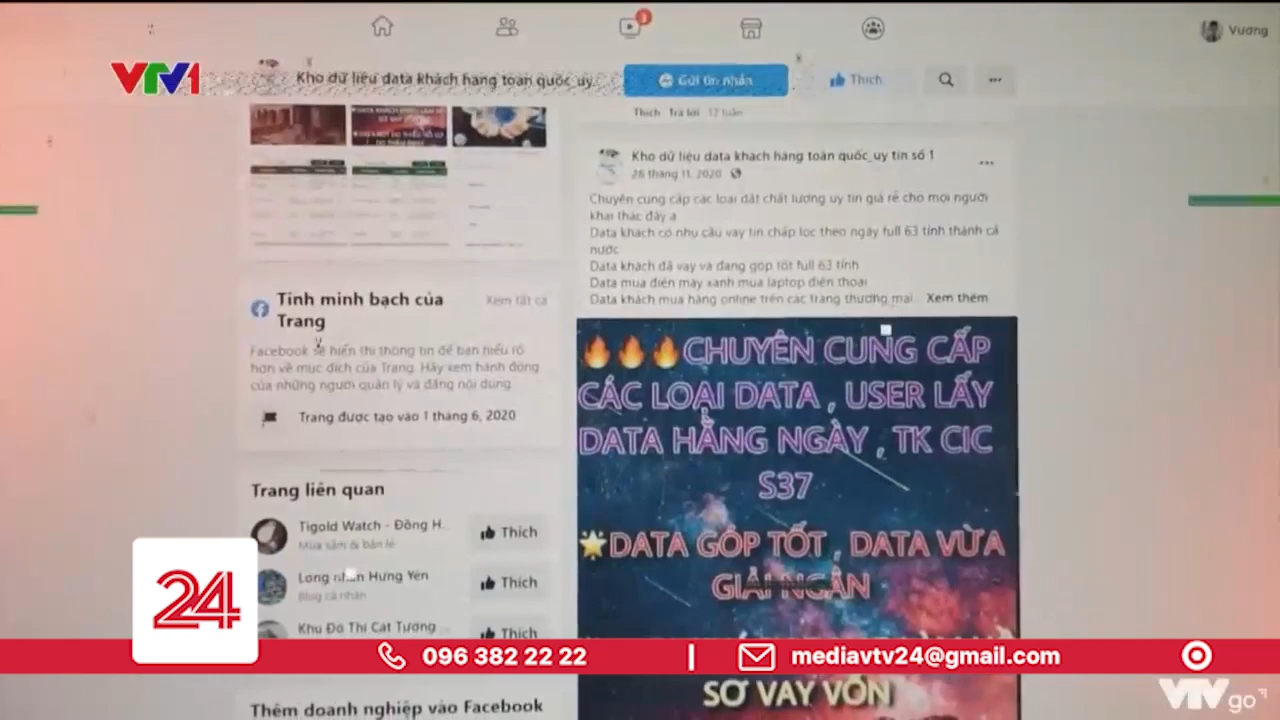 3
Vương
VTV1
Kho dữ liệu data khách hàng toàn quốc_uy...
Gửi tin nhắn
Thích
Thích Trả lời 12 tuần
Kho dữ liệu data khách hàng toàn quốc_uy tín số 1
26 tháng 11, 2020
Chuyên cung cấp các loại dât chất lượng uy tín giá rẻ cho mọi người
khai thác đây ạ
Data khách có nhu cầu vay tín chấp lọc theo ngày full 63 tỉnh thành cả
nước
Data khách đã vay và đang góp tốt full 63 tỉnh
Data mua điện máy xanh mua laptop điện thoại
Data khách mua hàng online trên các trang thương mại... Xem thêm
Tính minh bạch của
Trang
Xem tất cả
Facebook sẽ hiển thị thông tin để bạn hiểu rõ
hơn về mục đích của Trang. Hãy xem hành động
của những người quản lý và đăng nội dung.
Trang được tạo vào 1 tháng 6, 2020
Trang liên quan
Tigold Watch - Đồng H...
Mua sắm & bán lẻ
Thích
Long nhãn Hưng Yên
Blog cá nhân
Thích
Khu Đô Thị Cát Tường
Thích
Thêm doanh nghiệp vào Facebook
CHUYÊN CUNG CẤP
CÁC LOẠI DATA , USER LẤY
DATA HẰNG NGÀY , TK CIC
S37
DATA GÓP TỐT , DATA VỪA
GIẢI NGÂN
SƠ VAY VỐN
24
096 382 22 22 | mediavtv24@gmail.com
VTV go